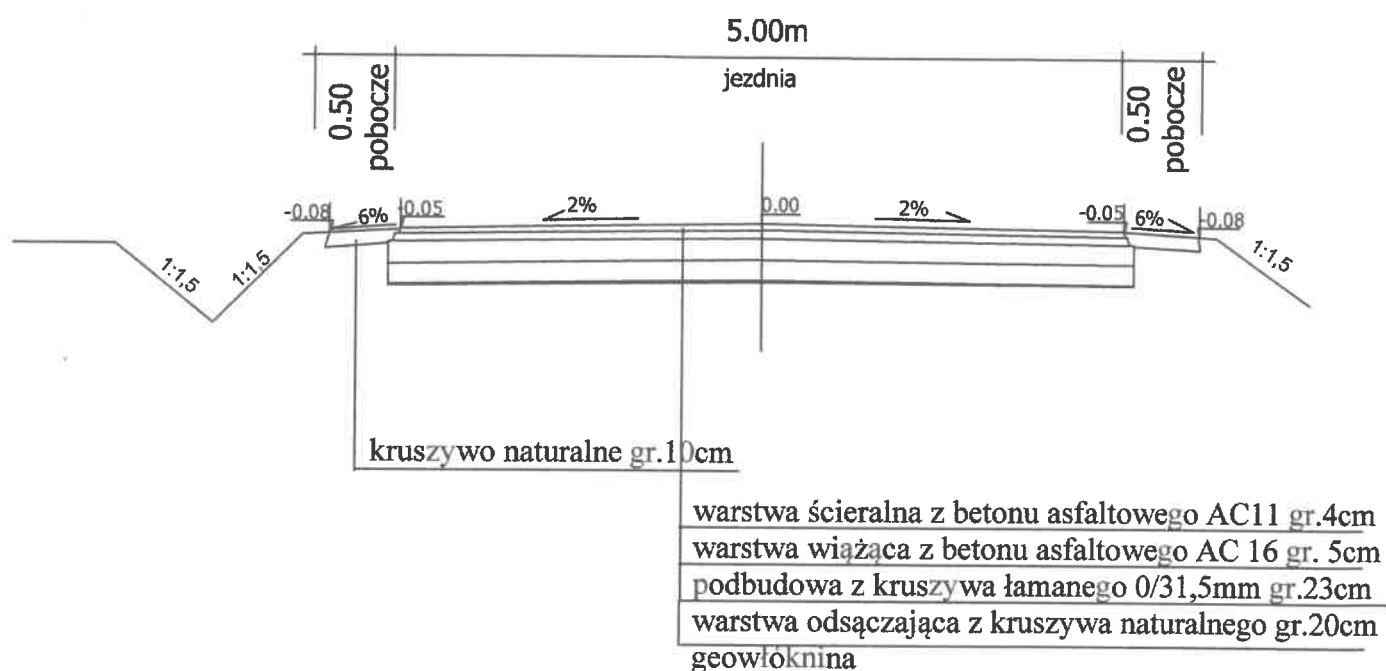 5.00m
jezdnia
0.50
pobocze
0.50
pobocze
-0.08
6%
-0.05
2%
0.00
2%
-0.05
6%
-0.08
1:1,5
1:1,5
1:1,5
kruszywo naturalne gr.10cm
warstwa ścieralna z betonu asfaltowego AC11 gr.4cm
warstwa wiążąca z betonu asfaltowego AC 16 gr. 5cm
podbudowa z kruszywa łamanego 0/31,5mm gr.23cm
warstwa odsączająca z kruszywa naturalnego gr.20cm
geowłóknina